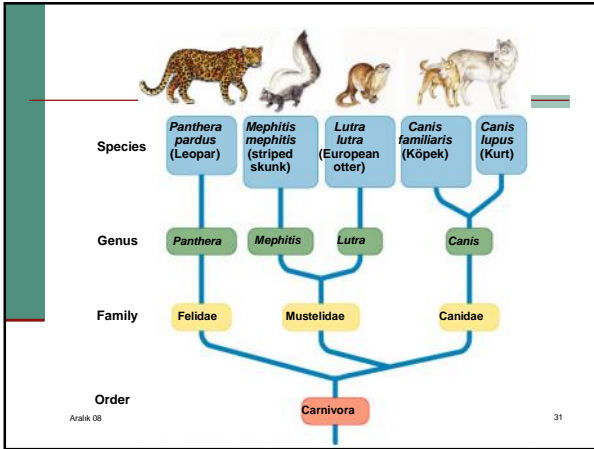 Species
Panthera
pardus
(Leopar)
Mephitis
mephitis
(striped
skunk)
Lutra
lutra
(European
otter)
Canis
familiaris
(Köpek)
Canis
lupus
(Kurt)
Genus
Panthera
Mephitis
Lutra
Canis
Family
Felidae
Mustelidae
Canidae
Order
Carnivora
Aralık 08
31